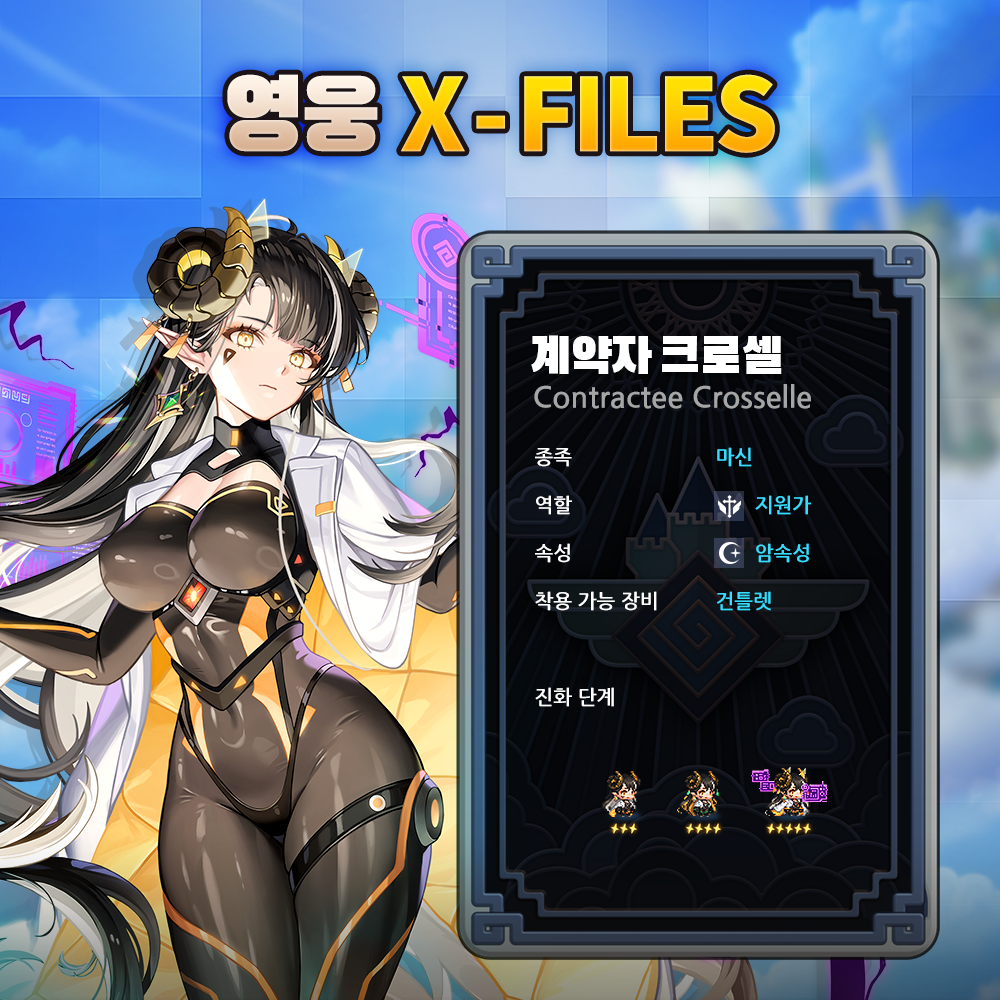 영웅 X-FILES
계약자 크로셀
Contractee Crosselle
종족 마신
역할 지원가
속성 암속성
착용 가능 장비 건틀렛
진화 단계